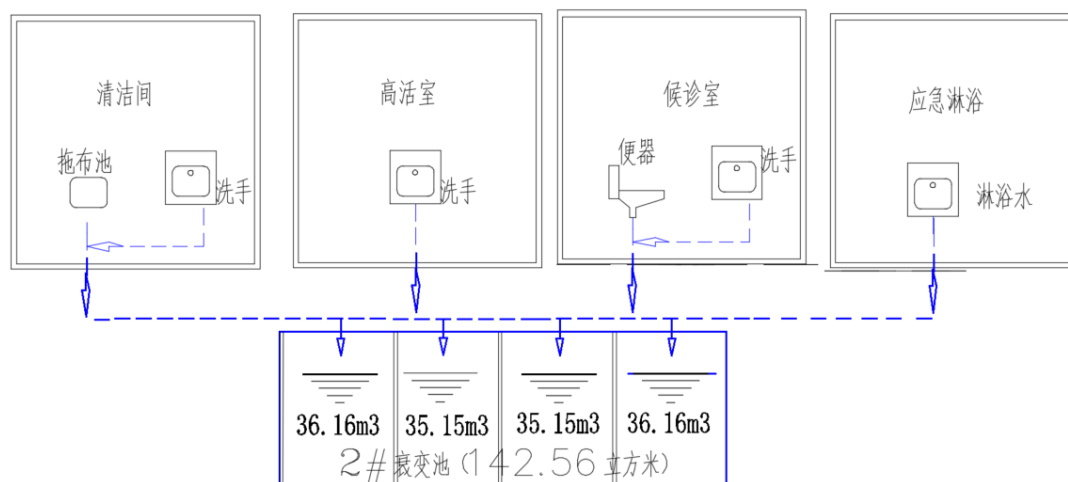 清洁间
拖布池
洗手
高活室
洗手
候诊室
便器
洗手
应急淋浴
淋浴水
36.16m3
35.15m3
35.15m3
36.16m3
2#衰变池(142.56立方米)